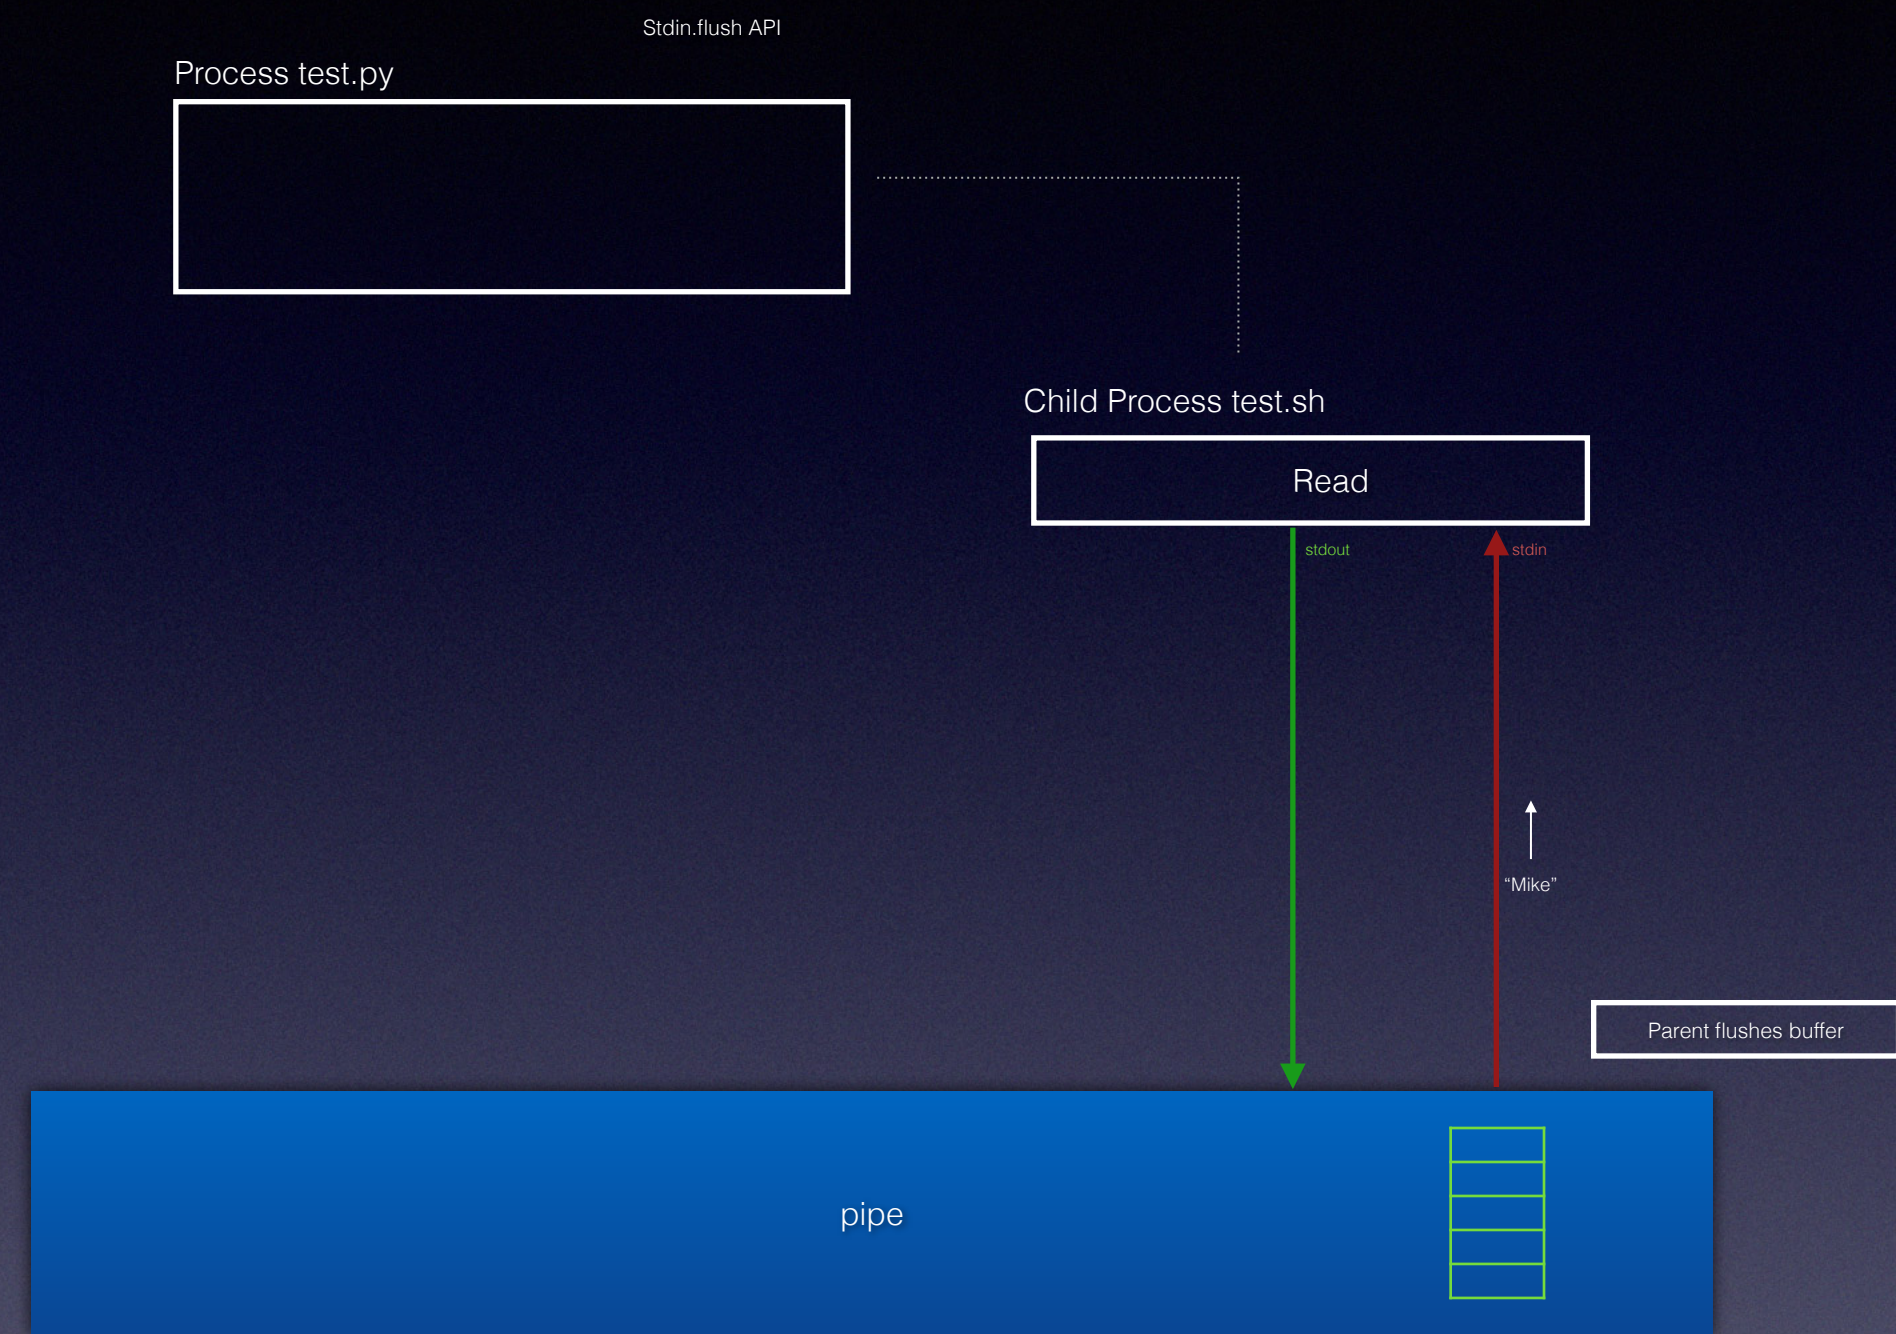 Stdin.flush API
Process test.py
Child Process test.sh
Read
stdout
stdin
“Mike”
Parent flushes buffer
pipe